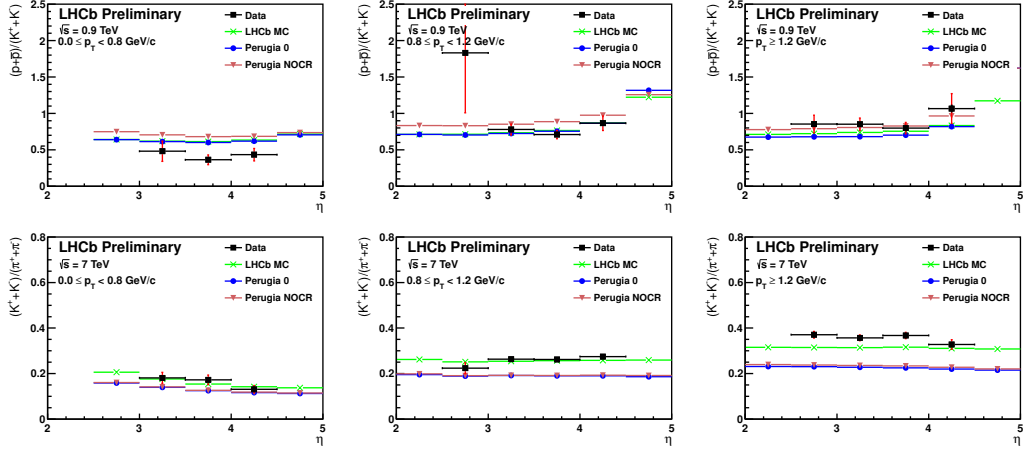 LHCb Preliminary
√s = 0.9 TeV
0.0 ≤ p_T < 0.8 GeV/c
Data
LHCb MC
Perugia 0
Perugia NOCR
(p+p̄)/(K⁺+K⁻)
0 0.5 1 1.5 2 2.5
2 3 4 5
η
LHCb Preliminary
√s = 0.9 TeV
0.8 ≤ p_T < 1.2 GeV/c
Data
LHCb MC
Perugia 0
Perugia NOCR
(p+p̄)/(K⁺+K⁻)
0 0.5 1 1.5 2 2.5
2 3 4 5
η
LHCb Preliminary
√s = 0.9 TeV
p_T ≥ 1.2 GeV/c
Data
LHCb MC
Perugia 0
Perugia NOCR
(p+p̄)/(K⁺+K⁻)
0 0.5 1 1.5 2 2.5
2 3 4 5
η
LHCb Preliminary
√s = 7 TeV
0.0 ≤ p_T < 0.8 GeV/c
Data
LHCb MC
Perugia 0
Perugia NOCR
(K⁺+K⁻)/(π⁺+π⁻)
0 0.2 0.4 0.6 0.8
2 3 4 5
η
LHCb Preliminary
√s = 7 TeV
0.8 ≤ p_T < 1.2 GeV/c
Data
LHCb MC
Perugia 0
Perugia NOCR
(K⁺+K⁻)/(π⁺+π⁻)
0 0.2 0.4 0.6 0.8
2 3 4 5
η
LHCb Preliminary
√s = 7 TeV
p_T ≥ 1.2 GeV/c
Data
LHCb MC
Perugia 0
Perugia NOCR
(K⁺+K⁻)/(π⁺+π⁻)
0 0.2 0.4 0.6 0.8
2 3 4 5
η